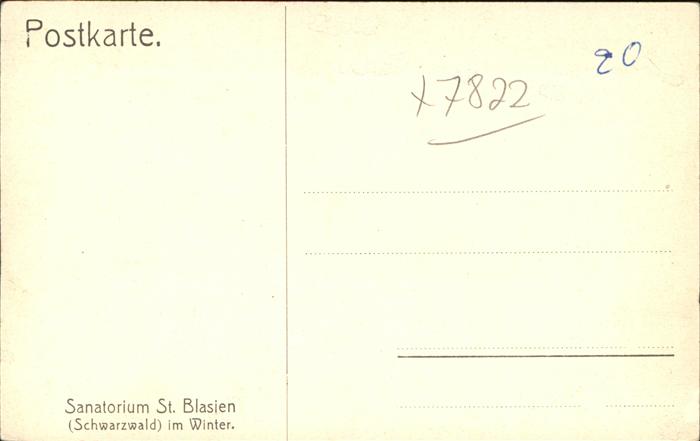 Postkarte.
20
x7822
Sanatorium St. Blasien
(Schwarzwald) im Winter.